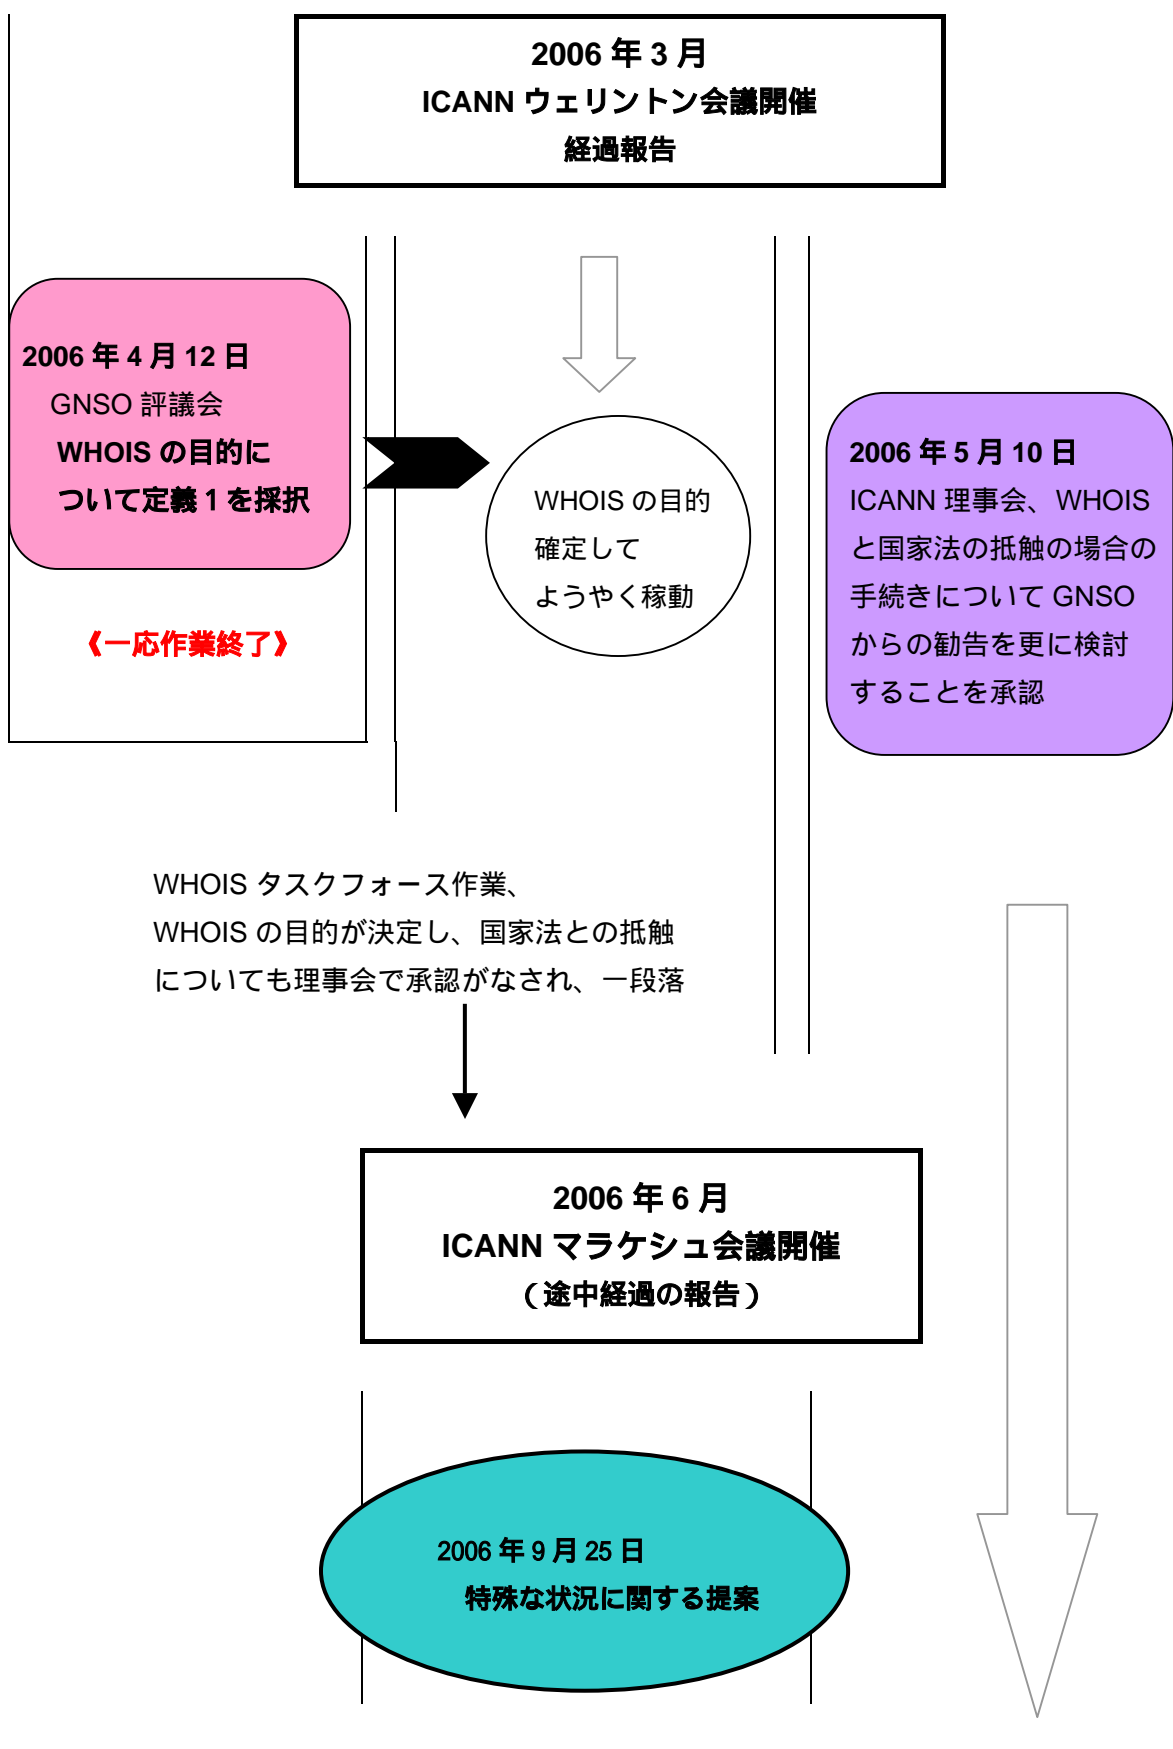 2006 年 3 月
ICANN ウェリントン会議開催
経過報告
2006 年 4 月 12 日
GNSO 評議会
WHOIS の目的に
ついて定義 1 を採択
《一応作業終了》
WHOIS の目的
確定して
ようやく稼動
2006 年 5 月 10 日
ICANN 理事会、WHOIS
と国家法の抵触の場合の
手続きについて GNSO
からの勧告を更に検討
することを承認
WHOIS タスクフォース作業、
WHOIS の目的が決定し、国家法との抵触
についても理事会で承認がなされ、一段落
2006 年 6 月
ICANN マラケシュ会議開催
（途中経過の報告）
2006 年 9 月 25 日
特殊な状況に関する提案